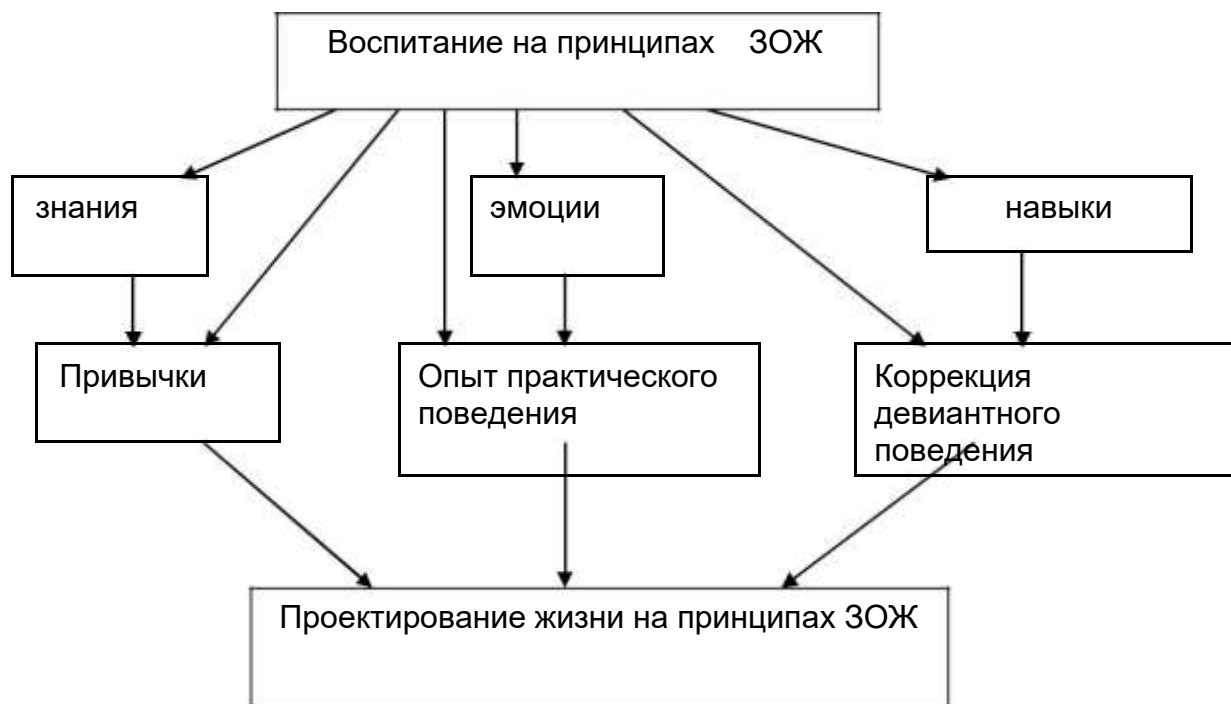 Воспитание на принципах ЗОЖ
знания
эмоции
навыки
Привычки
Опыт практического
поведения
Коррекция
девиантного
поведения
Проектирование жизни на принципах ЗОЖ